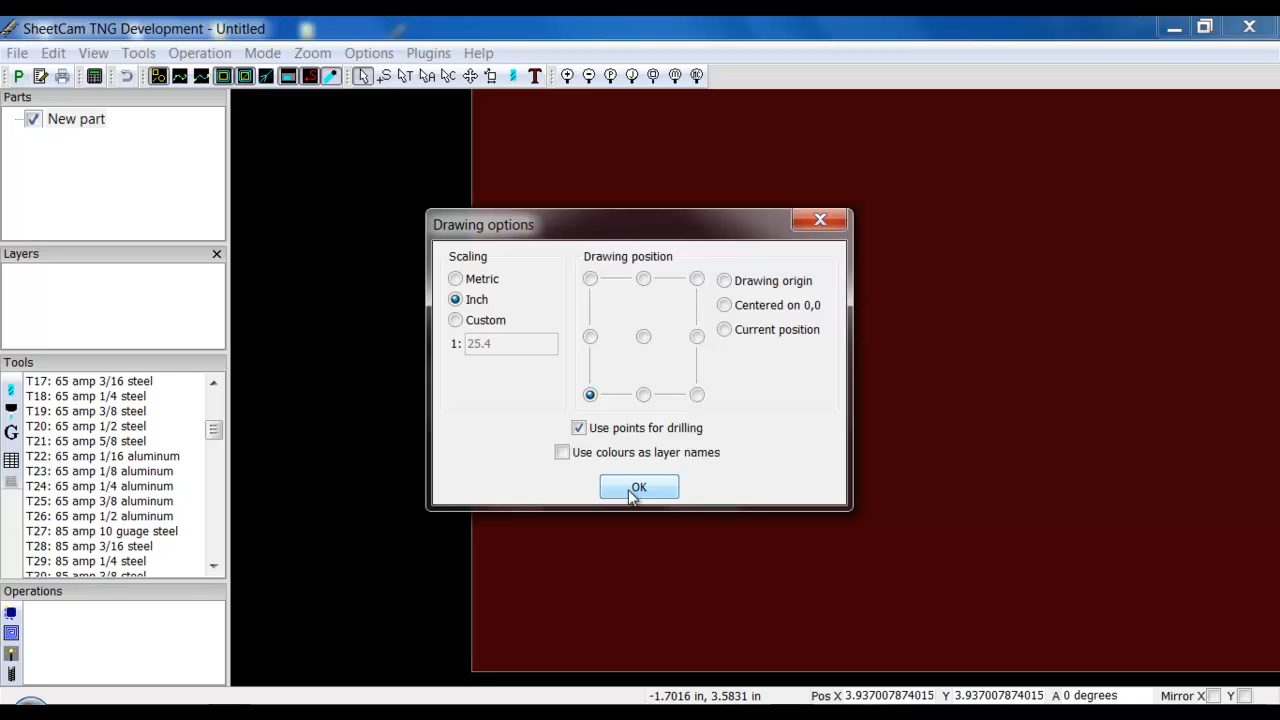 SheetCam TNG Development - Untitled
File Edit View Tools Operation Mode Zoom Options Plugins Help
Parts
New part
Layers
Tools
T17: 65 amp 3/16 steel
T18: 65 amp 1/4 steel
T19: 65 amp 3/8 steel
T20: 65 amp 1/2 steel
T21: 65 amp 5/8 steel
T22: 65 amp 1/16 aluminum
T23: 65 amp 1/8 aluminum
T24: 65 amp 1/4 aluminum
T25: 65 amp 3/8 aluminum
T26: 65 amp 1/2 aluminum
T27: 85 amp 10 guage steel
T28: 85 amp 3/16 steel
T29: 85 amp 1/4 steel
T30: 85 amp 3/8 steel
Operations
Drawing options
Scaling
Metric
Inch
Custom
1: 25.4
Drawing position
Drawing origin
Centered on 0,0
Current position
Use points for drilling
Use colours as layer names
OK
-1.7016 in, 3.5831 in Pos X 3.937007874015 Y 3.937007874015 A 0 degrees Mirror X Y